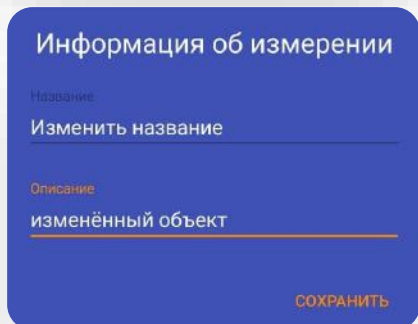 Информация об измерении
Название
Изменить название
Описание
изменённый объект
СОХРАНИТЬ